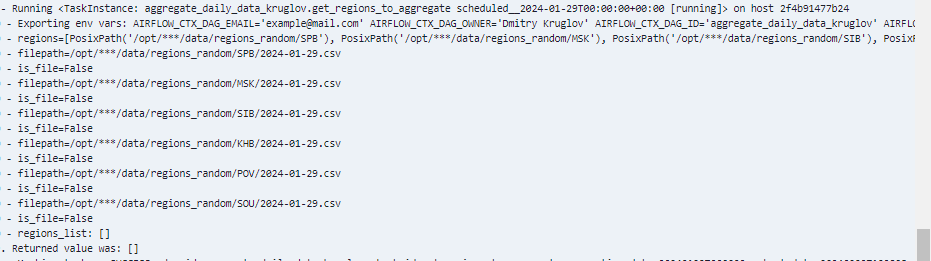 - Running <TaskInstance: aggregate_daily_data_kruglov.get_regions_to_aggregate scheduled__2024-01-29T00:00:00+00:00 [running]> on host 2f4b91477b24
- Exporting env vars: AIRFLOW_CTX_DAG_EMAIL='example@mail.com' AIRFLOW_CTX_DAG_OWNER='Dmitry Kruglov' AIRFLOW_CTX_DAG_ID='aggregate_daily_data_kruglov' AIRFLO
- regions=[PosixPath('/opt/***/data/regions_random/SPB'), PosixPath('/opt/***/data/regions_random/MSK'), PosixPath('/opt/***/data/regions_random/SIB'), Posix
- filepath=/opt/***/data/regions_random/SPB/2024-01-29.csv
- is_file=False
- filepath=/opt/***/data/regions_random/MSK/2024-01-29.csv
- is_file=False
- filepath=/opt/***/data/regions_random/SIB/2024-01-29.csv
- is_file=False
- filepath=/opt/***/data/regions_random/KHB/2024-01-29.csv
- is_file=False
- filepath=/opt/***/data/regions_random/POV/2024-01-29.csv
- is_file=False
- filepath=/opt/***/data/regions_random/SOU/2024-01-29.csv
- is_file=False
- regions_list: []
. Returned value was: []